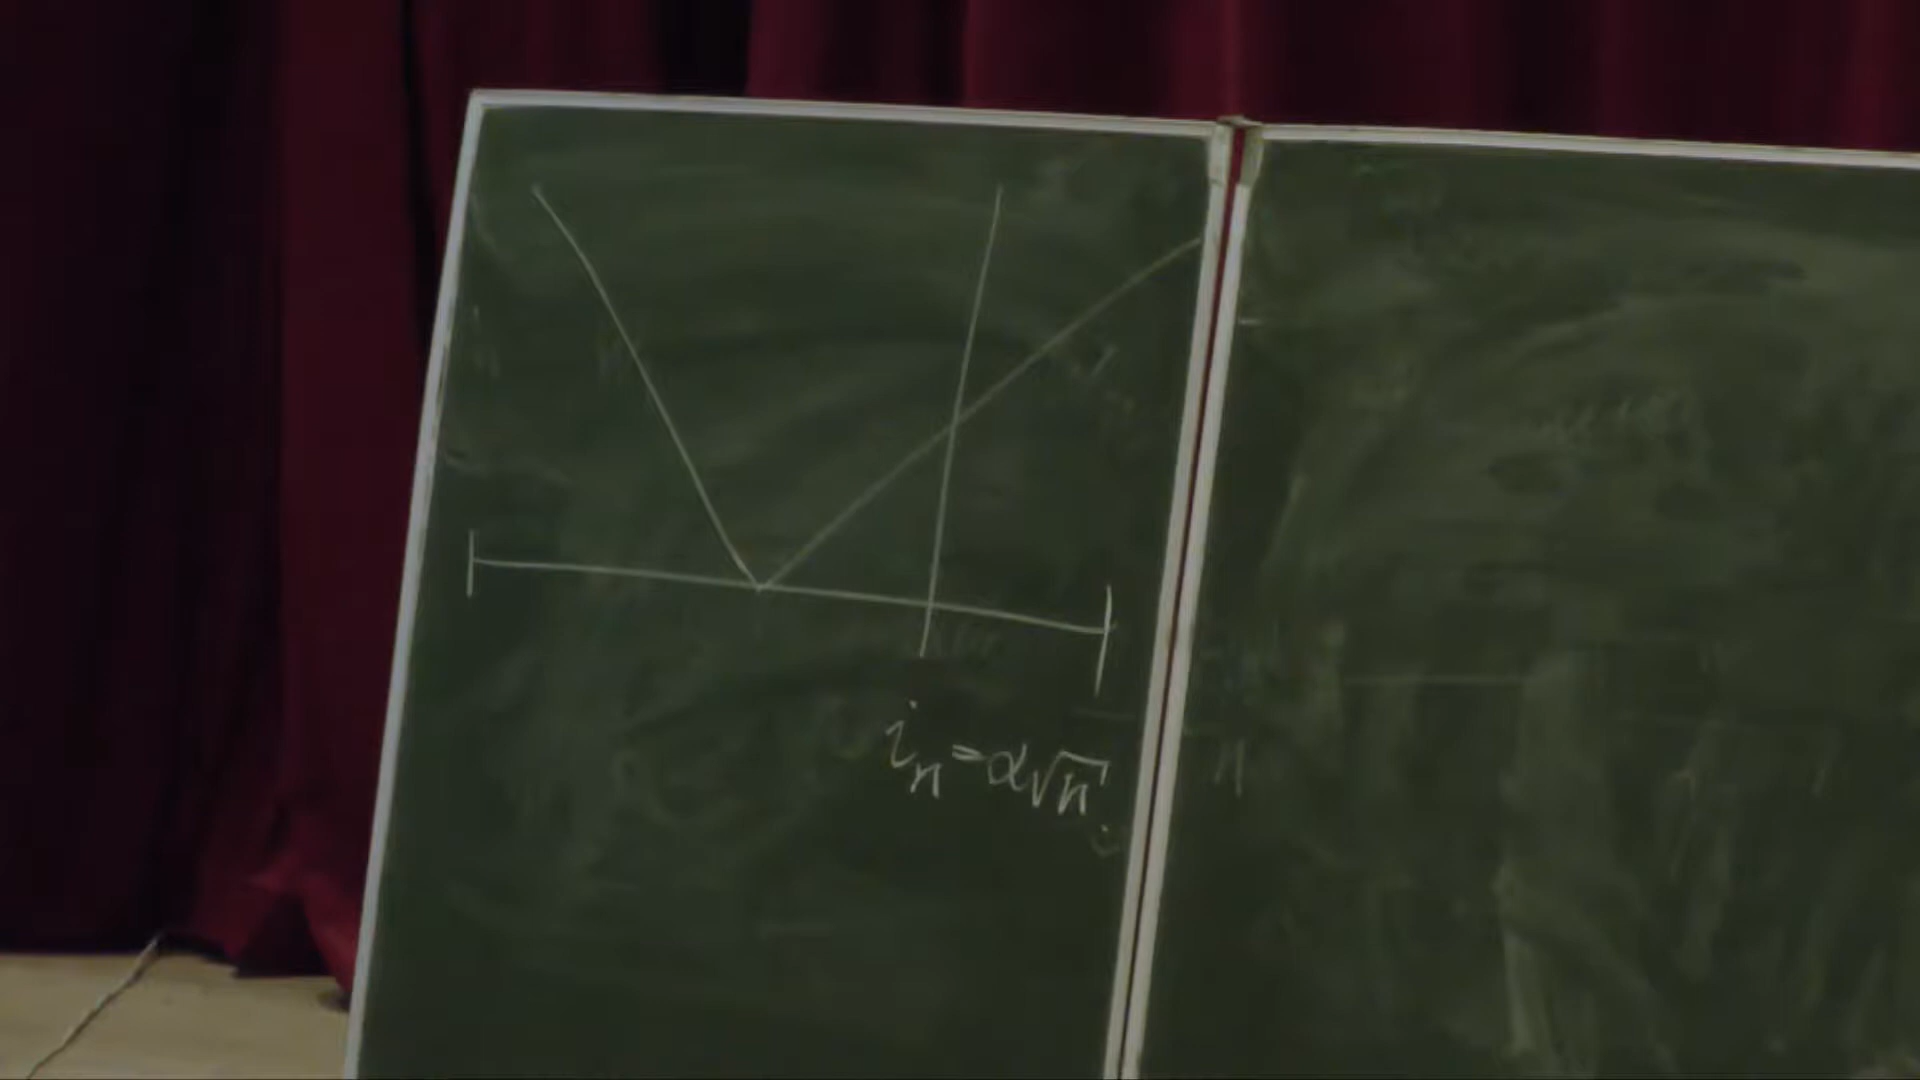 i_n = α√n